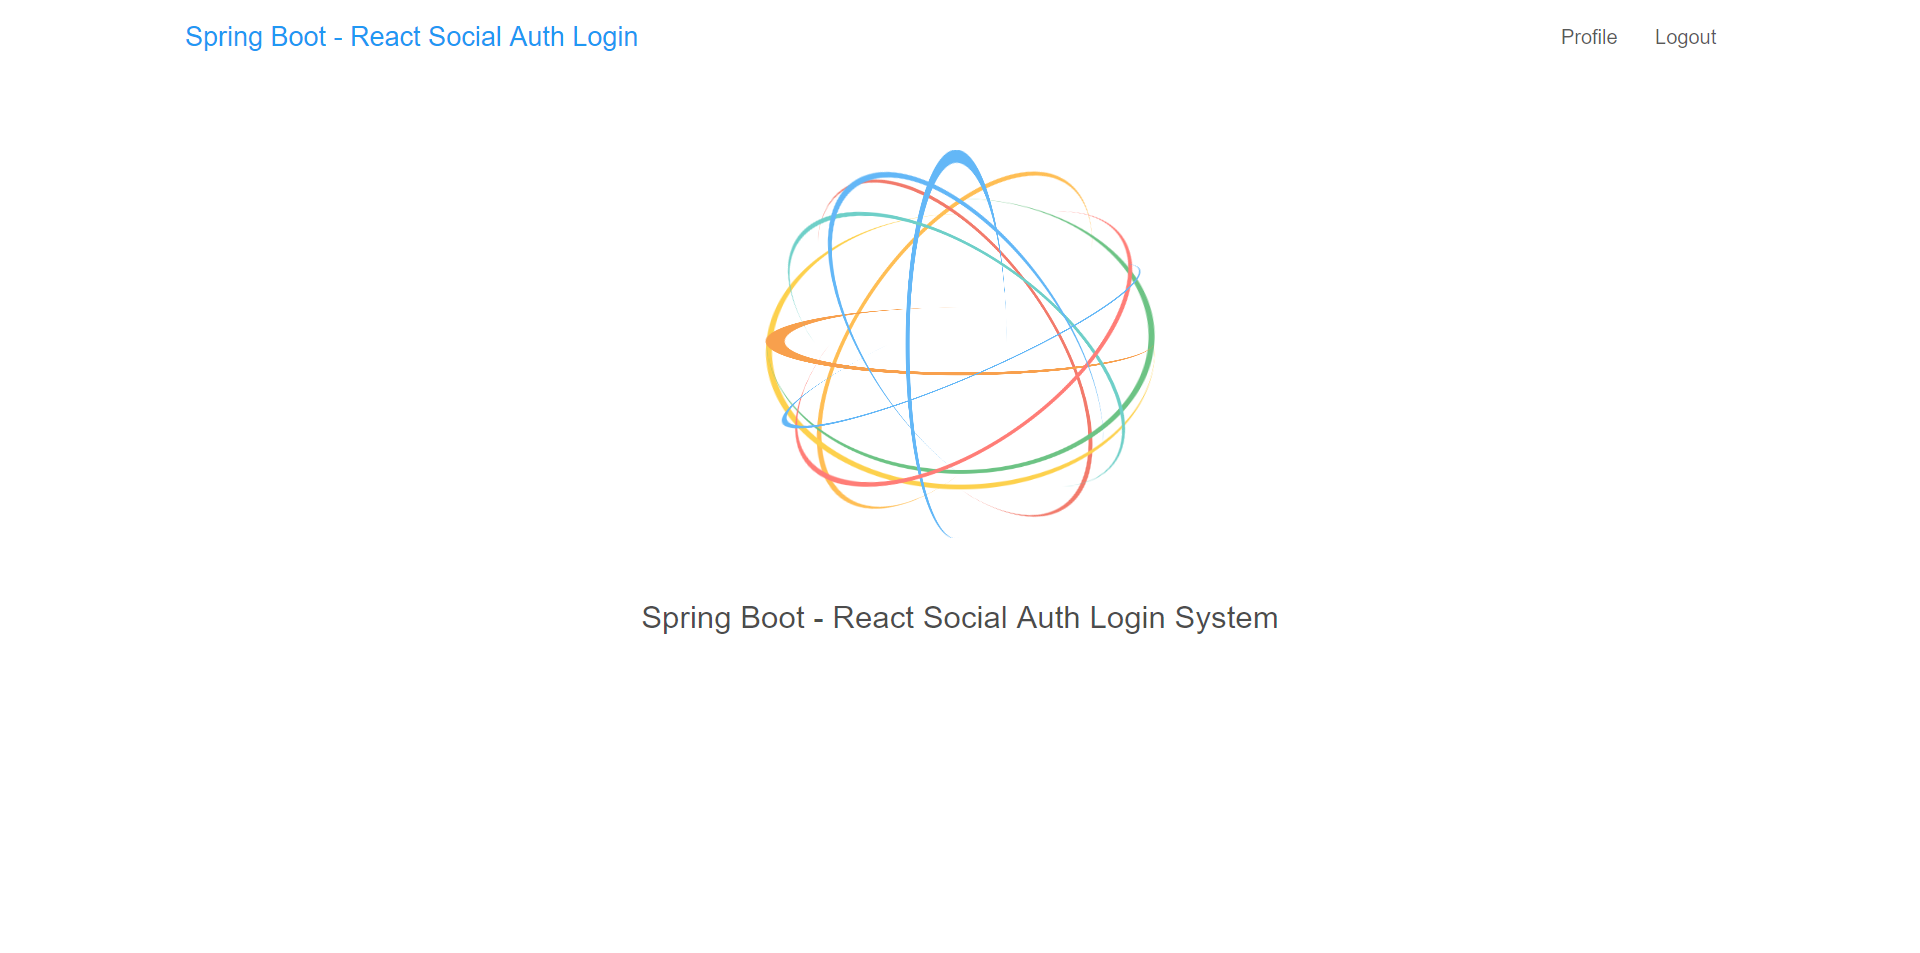 Spring Boot - React Social Auth Login
Profile
Logout
Spring Boot - React Social Auth Login System